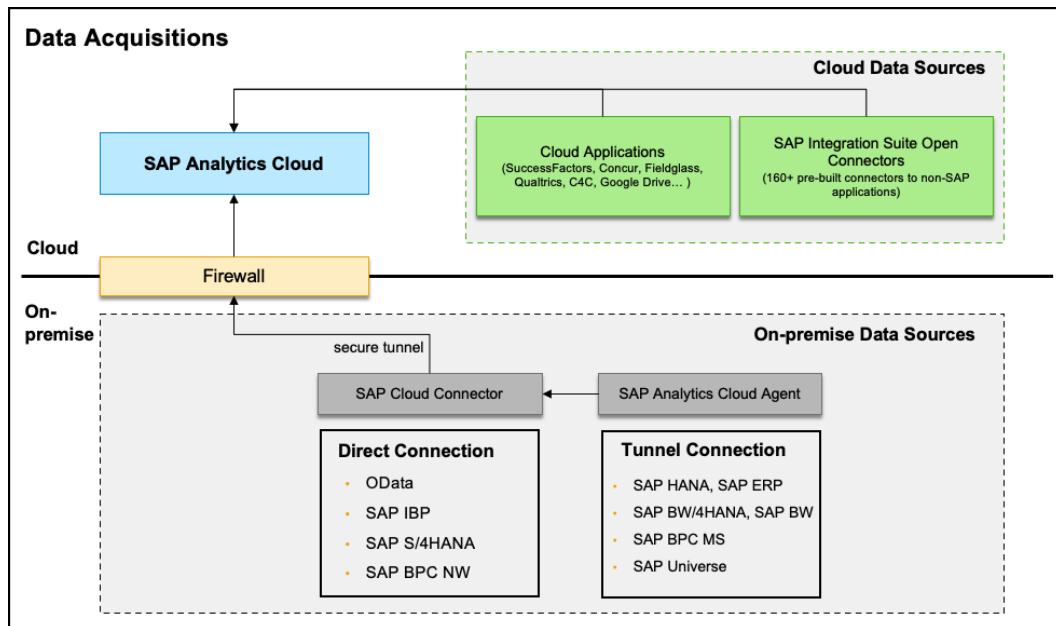 Data Acquisitions
Cloud Data Sources
SAP Analytics Cloud
Cloud Applications
(SuccessFactors, Concur, Fieldglass,
Qualtrics, C4C, Google Drive... )
SAP Integration Suite Open
Connectors
(160+ pre-built connectors to non-SAP
applications)
Cloud
Firewall
On-
premise
On-premise Data Sources
secure tunnel
SAP Cloud Connector
SAP Analytics Cloud Agent
Direct Connection
• OData
• SAP IBP
• SAP S/4HANA
• SAP BPC NW
Tunnel Connection
• SAP HANA, SAP ERP
• SAP BW/4HANA, SAP BW
• SAP BPC MS
• SAP Universe